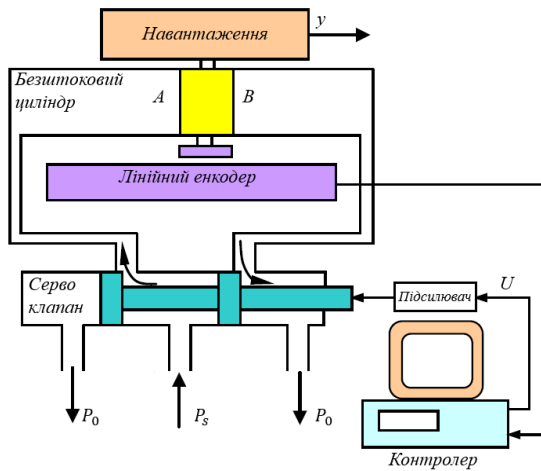 Навантаження
y
Безштоковий
циліндр
A
B
Лінійний енкодер
Серво
клапан
Підсилювач
U
P₀
Pₛ
P₀
Контролер